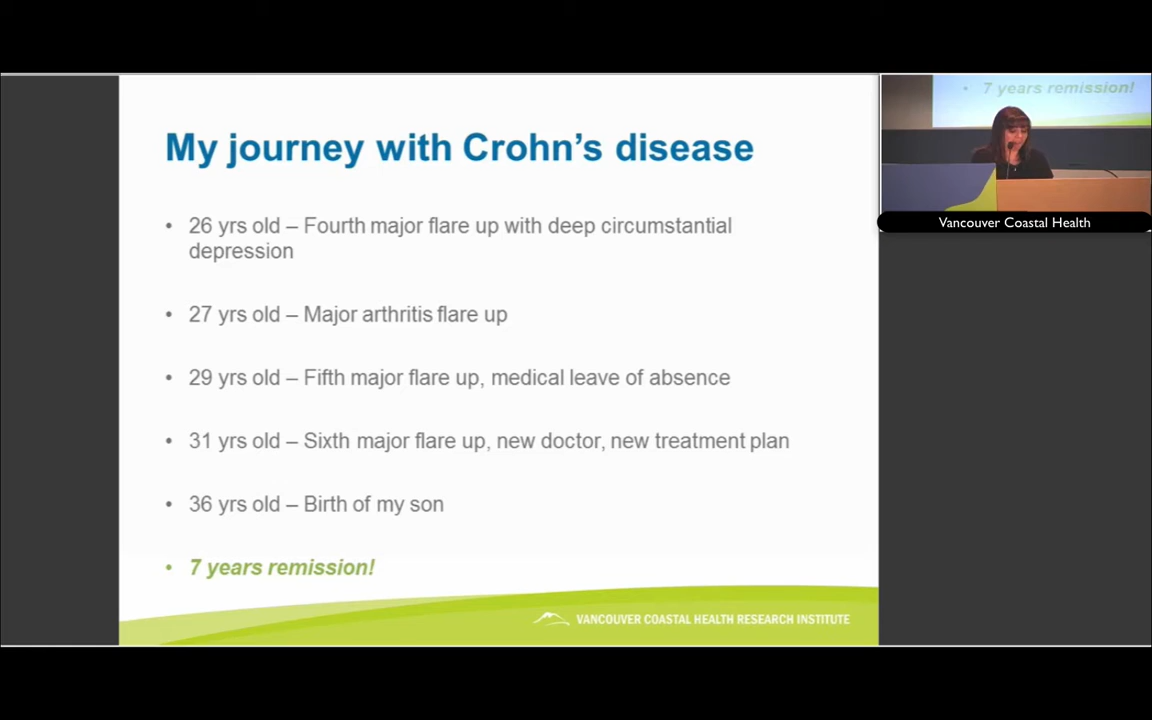 My journey with Crohn's disease
• 26 yrs old – Fourth major flare up with deep circumstantial
depression
• 27 yrs old – Major arthritis flare up
• 29 yrs old – Fifth major flare up, medical leave of absence
• 31 yrs old – Sixth major flare up, new doctor, new treatment plan
• 36 yrs old – Birth of my son
• 7 years remission!
VANCOUVER COASTAL HEALTH RESEARCH INSTITUTE
• 7 years remission!
Vancouver Coastal Health